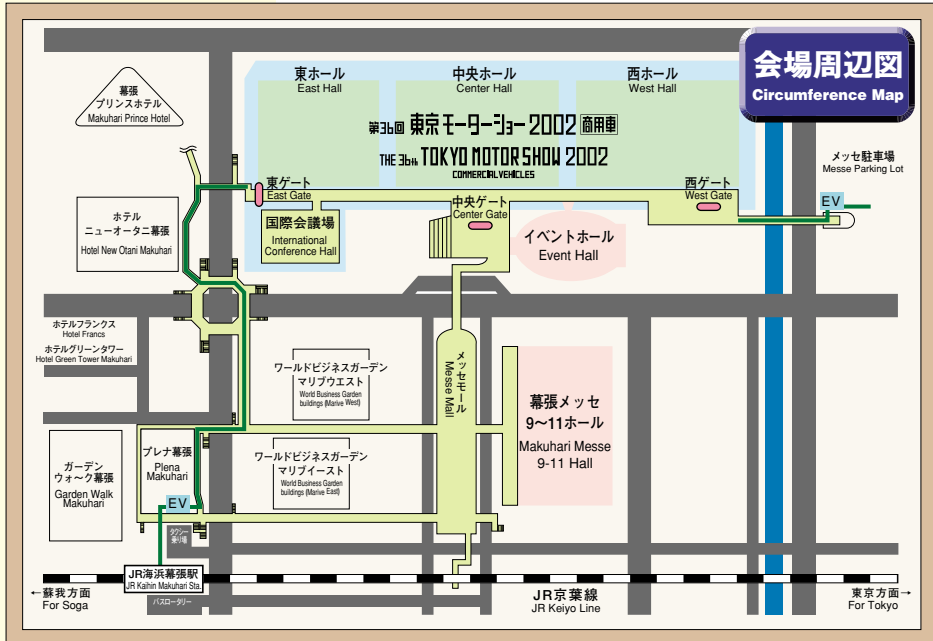 会場周辺図
Circumference Map
幕張
プリンスホテル
Makuhari Prince Hotel
東ホール
East Hall
中央ホール
Center Hall
西ホール
West Hall
第36回 東京モーターショー2002 商用車
THE 36th TOKYO MOTOR SHOW 2002
COMMERCIAL VEHICLES
メッセ駐車場
Messe Parking Lot
EV
東ゲート
East Gate
中央ゲート
Center Gate
西ゲート
West Gate
国際会議場
International
Conference Hall
イベントホール
Event Hall
ホテル
ニューオータニ幕張
Hotel New Otani Makuhari
ホテルフランクス
Hotel Francs
ホテルグリーンタワー
Hotel Green Tower Makuhari
ワールドビジネスガーデン
マリブウエスト
World Business Garden
buildings (Marive West)
メッセモール
Messe Mall
幕張メッセ
9〜11ホール
Makuhari Messe
9-11 Hall
ガーデン
ウォ〜ク幕張
Garden Walk
Makuhari
プレナ幕張
Plena
Makuhari
EV
ワールドビジネスガーデン
マリブイースト
World Business Garden
buildings (Marive East)
タクシー
乗り場
JR海浜幕張駅
JR Kaihin Makuhari Sta.
バスロータリー
←蘇我方面
For Soga
JR京葉線
JR Keiyo Line
東京方面→
For Tokyo